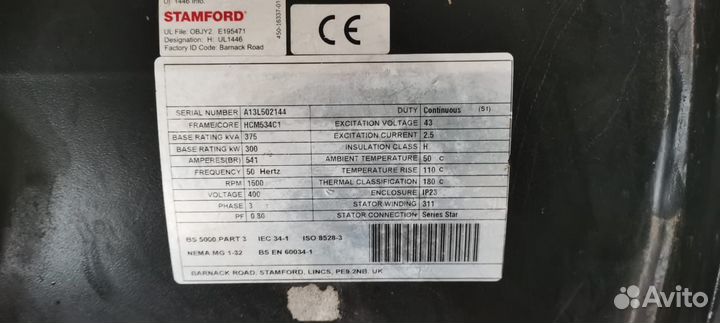 STAMFORD
UL File: OBJY2 E195471
Designation: H: UL1446
Factory ID Code: Barnack Road
450-16337-01
CE
SERIAL NUMBER A13L502144 DUTY Continuous (S1)
FRAME/CORE HCM534C1 EXCITATION VOLTAGE 43
BASE RATING kVA 375 EXCITATION CURRENT 2.5
BASE RATING kW 300 INSULATION CLASS H
AMPERES(BR) 541 AMBIENT TEMPERATURE 50 C
FREQUENCY 50 Hertz TEMPERATURE RISE 110 C
RPM 1500 THERMAL CLASSIFICATION 180 C
VOLTAGE 400 ENCLOSURE IP23
PHASE 3 STATOR WINDING 311
PF 0.80 STATOR CONNECTION Series Star
BS 5000 PART 3 IEC 34-1 ISO 8528-3
NEMA MG 1-32 BS EN 60034-1
BARNACK ROAD, STAMFORD, LINCS, PE9 2NB, UK
Avito